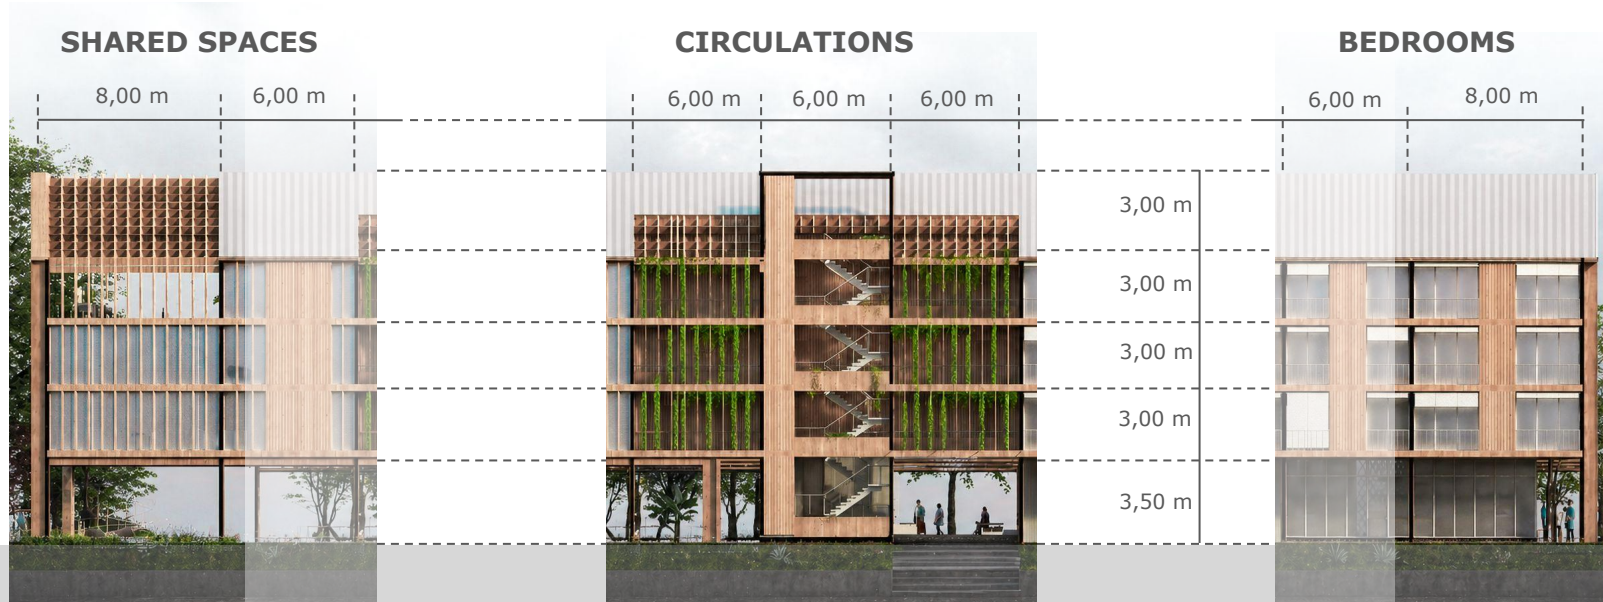 SHARED SPACES
CIRCULATIONS
BEDROOMS
8,00 m
6,00 m
6,00 m
6,00 m
6,00 m
6,00 m
8,00 m
3,00 m
3,00 m
3,00 m
3,00 m
3,50 m